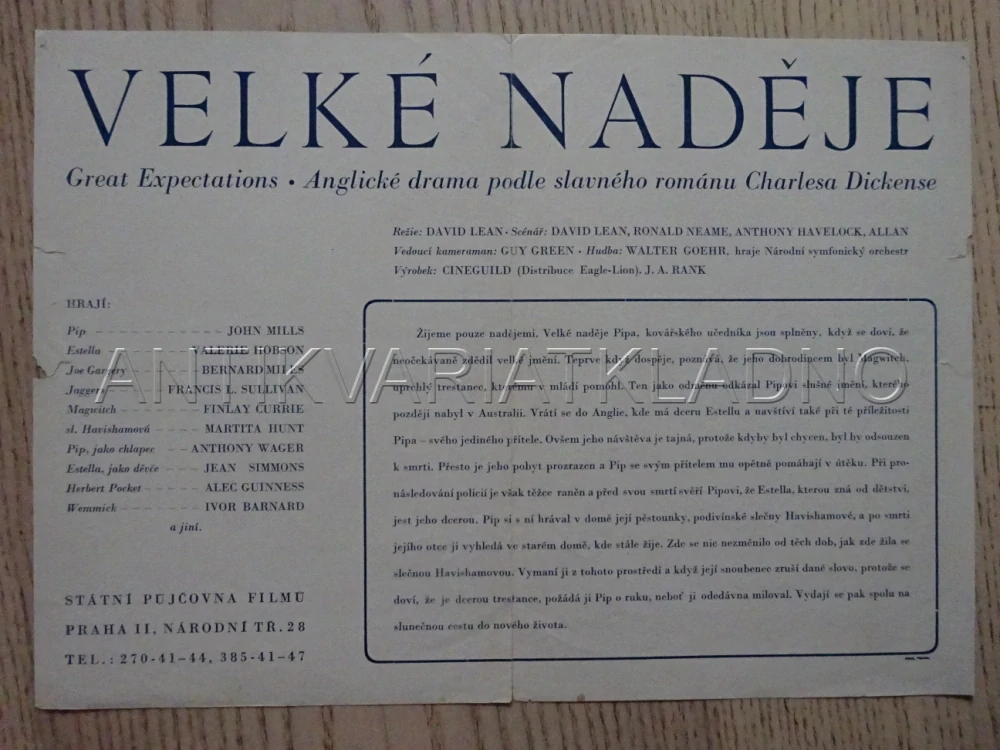 VELKÉ NADĚJE
Great Expectations • Anglické drama podle slavného románu Charlesa Dickense
Režie: DAVID LEAN · Scénář: DAVID LEAN, RONALD NEAME, ANTHONY HAVELOCK, ALLAN
Vedoucí kameraman: GUY GREEN · Hudba: WALTER GOEHR, hraje Národní symfonický orchestr
Výrobek: CINEGUILD (Distribuce Eagle-Lion). J. A. RANK
HRAJÍ:
Pip JOHN MILLS
Estella VALERIE HOBSON
Joe Gargery BERNARD MILLS
Jaggers FRANCIS L. SULLIVAN
Magwitch FINLAY CURRIE
sl. Havishamová MARTITA HUNT
Pip, jako chlapec ANTHONY WAGER
Estella, jako děvče JEAN SIMMONS
Herbert Pocket ALEC GUINNESS
Wemmick IVOR BARNARD
a jiní.
STÁTNÍ PŮJČOVNA FILMŮ
PRAHA II, NÁRODNÍ TŘ. 28
TEL.: 270-41–44, 385-41–47
Žijeme pouze nadějemi. Velké naděje Pipa, kovářského učedníka jsou splněny, když se doví, že
neočekávaně zdědil velké jmění. Teprve když dospěje, poznává, že jeho dobrodincem byl Magwitch,
uprchlý trestanec, kterému v mládí pomohl. Ten jako odměnu odkázal Pipovi slušné jmění, kterého
později nabyl v Australii. Vrátí se do Anglie, kde má dceru Estellu a navštíví také při té příležitosti
Pipa – svého jediného přítele. Ovšem jeho návštěva je tajná, protože kdyby byl chycen, byl by odsouzen
k smrti. Přesto je jeho pobyt prozrazen a Pip se svým přítelem mu opětně pomáhají v útěku. Při pro-
následování policií je však těžce raněn a před svou smrtí svěří Pipovi, že Estella, kterou zná od dětství,
jest jeho dcerou. Pip si s ní hrával v domě její pěstounky, podivínské slečny Havishamové, a po smrti
jejího otce ji vyhledá ve starém domě, kde stále žije. Zde se nic nezměnilo od těch dob, jak zde žila se
slečnou Havishamovou. Vymaní ji z tohoto prostředí a když její snoubenec zruší dané slovo, protože se
doví, že je dcerou trestance, požádá ji Pip o ruku, neboť ji odedávna miloval. Vydají se pak spolu na
slunečnou cestu do nového života.
ANTIKVARIATKLADNO